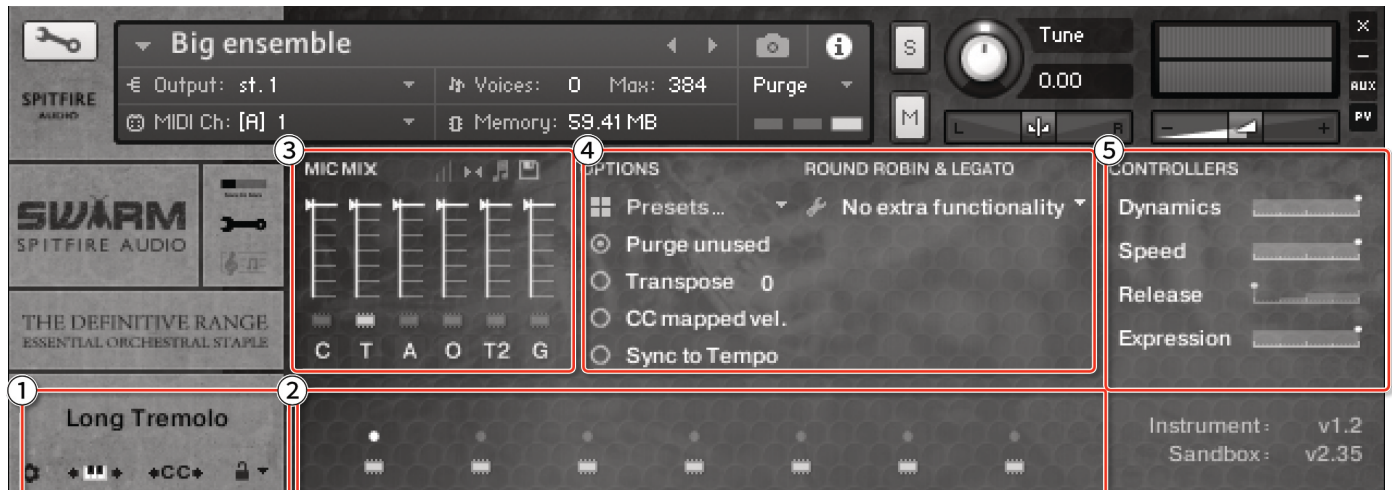 Big ensemble
S
Tune
×
SPITFIRE
AUDIO
Output: st. 1
Voices: 0 Max: 384
Purge
0.00
AUX
MIDI Ch: [A] 1
Memory: 59.41 MB
M
L
R
-
+
PV
3
4
5
MIC MIX
OPTIONS
ROUND ROBIN & LEGATO
CONTROLLERS
SWARM
SPITFIRE AUDIO
Presets...
No extra functionality
Dynamics
Purge unused
Speed
Transpose 0
Release
THE DEFINITIVE RANGE
ESSENTIAL ORCHESTRAL STAPLE
CC mapped vel.
Expression
C T A O T2 G
Sync to Tempo
1
2
Long Tremolo
CC
Instrument: v1.2
Sandbox: v2.35